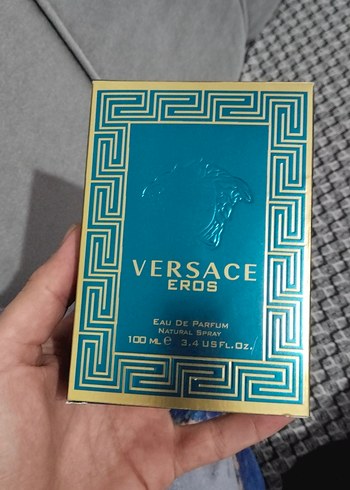 VERSACE
EROS
EAU DE PARFUM
NATURAL SPRAY
100 ML e 3.4 US FL.OZ.